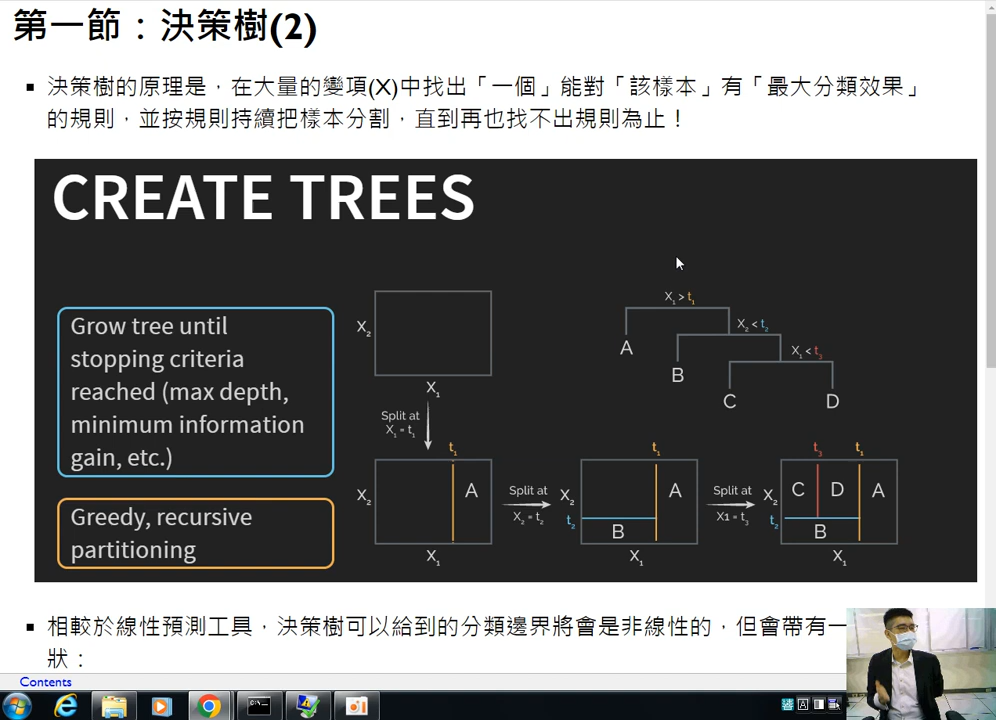 第一節：決策樹(2)
決策樹的原理是，在大量的變項(X)中找出「一個」能對「該樣本」有「最大分類效果」
的規則，並按規則持續把樣本分割，直到再也找不出規則為止！
CREATE TREES
Grow tree until
stopping criteria
reached (max depth,
minimum information
gain, etc.)
Greedy, recursive
partitioning
X₂
X₁
Split at
X₁ = t₁
t₁
X₂
A
X₁
Split at
X₂ = t₂
t₁
X₂
t₂
A
B
X₁
Split at
X1 = t₃
t₃
t₁
X₂
t₂
C
D
A
B
X₁
X₁ > t₁
A
X₂ < t₂
B
X₁ < t₃
C
D
相較於線性預測工具，決策樹可以給到的分類邊界將會是非線性的，但會帶有一
狀：
Contents